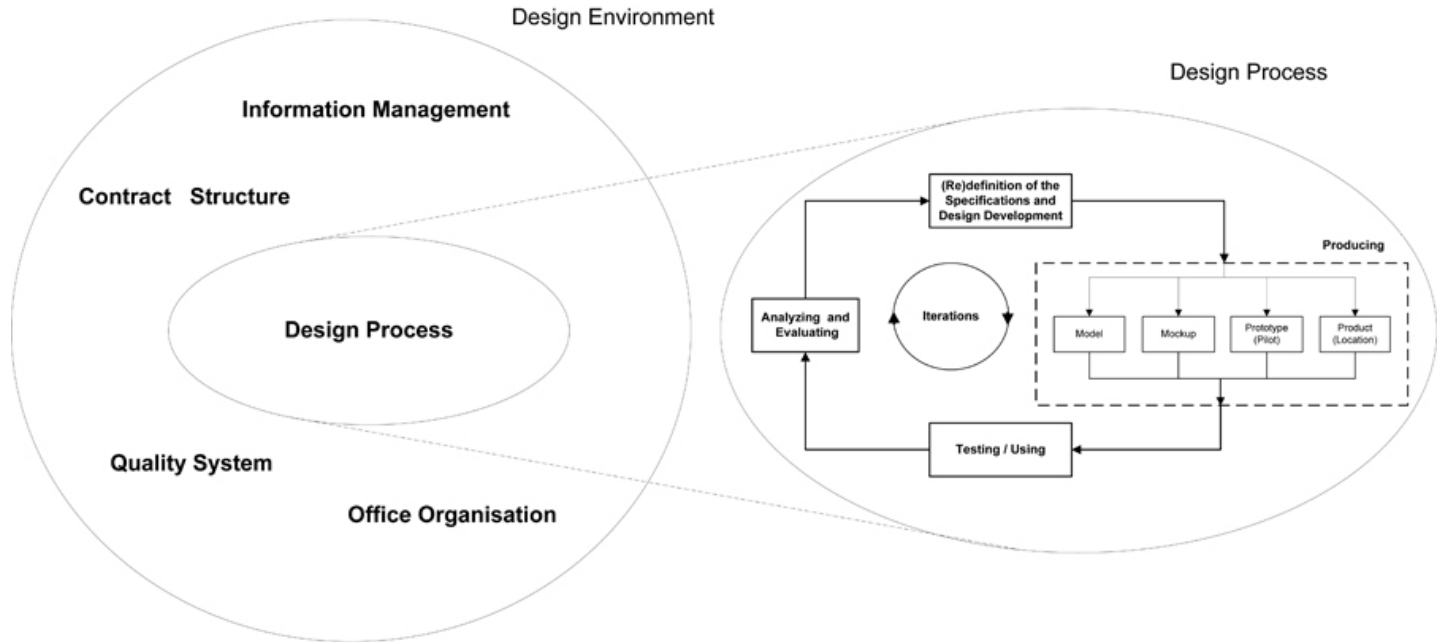 Design Environment
Information Management
Contract Structure
Design Process
Quality System
Office Organisation
Design Process
(Re)definition of the
Specifications and
Design Development
Producing
Analyzing and
Evaluating
Iterations
Model
Mockup
Prototype
(Pilot)
Product
(Location)
Testing / Using